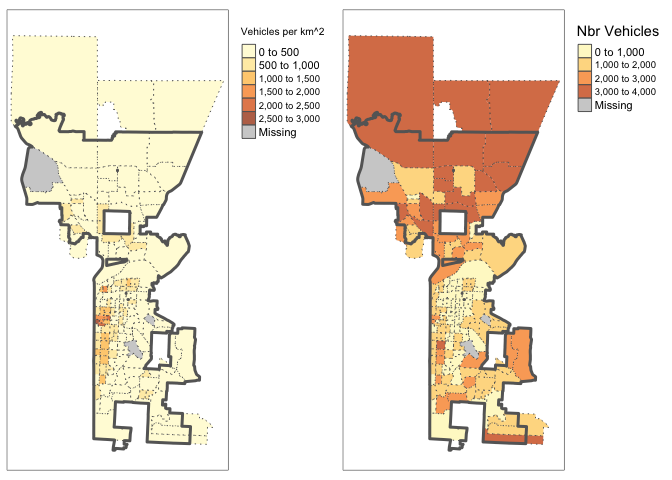 Vehicles per km^2
0 to 500
500 to 1,000
1,000 to 1,500
1,500 to 2,000
2,000 to 2,500
2,500 to 3,000
Missing
Nbr Vehicles
0 to 1,000
1,000 to 2,000
2,000 to 3,000
3,000 to 4,000
Missing